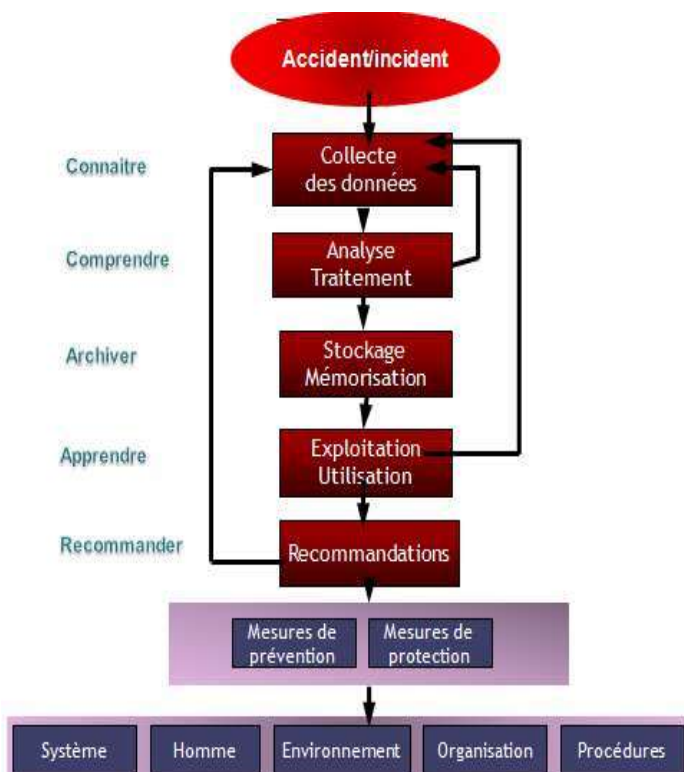 Accident/incident
Connaitre
Collecte
des données
Comprendre
Analyse
Traitement
Archiver
Stockage
Mémorisation
Apprendre
Exploitation
Utilisation
Recommander
Recommandations
Mesures de
prévention
Mesures de
protection
Système
Homme
Environnement
Organisation
Procédures